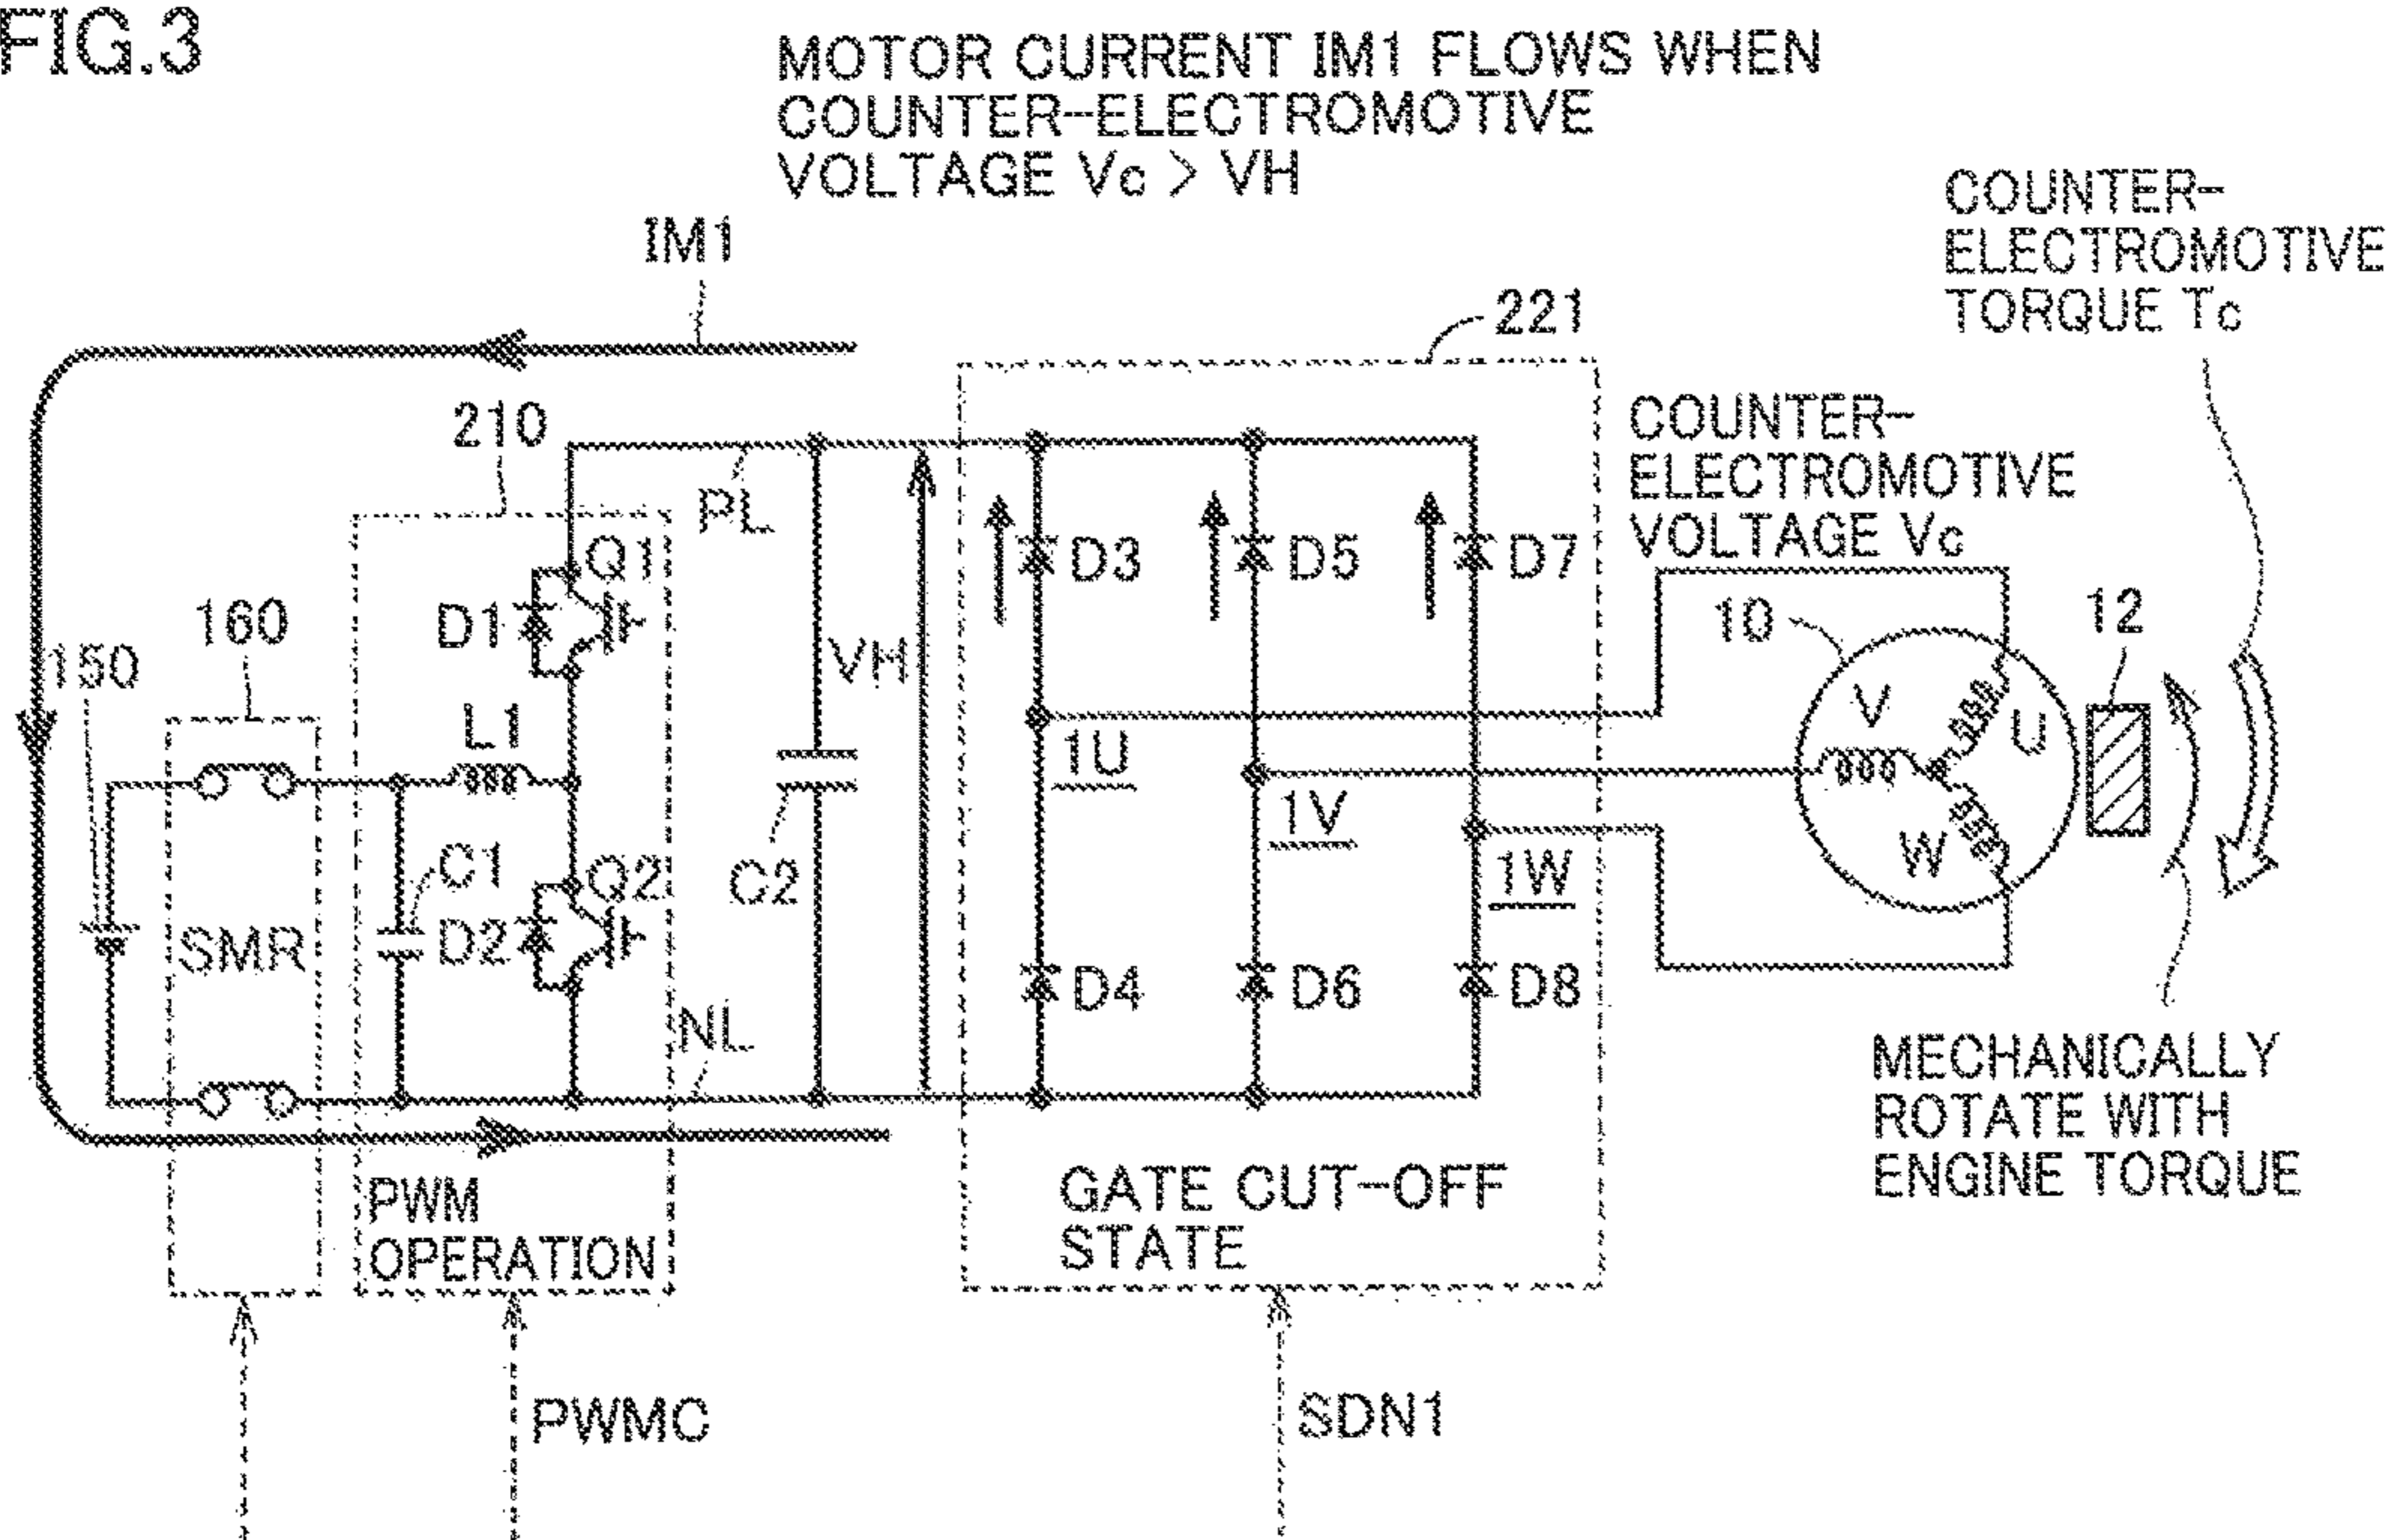 FIG.3
MOTOR CURRENT IM1 FLOWS WHEN
COUNTER-ELECTROMOTIVE
VOLTAGE Vc > VH
COUNTER-
ELECTROMOTIVE
TORQUE Tc
IM1
221
210
COUNTER-
ELECTROMOTIVE
VOLTAGE Vc
PL
Q1
D3
D5
D7
D1
160
150
VH
10
12
L1
V
U
1U
1V
W
1W
C1
Q2
C2
SMR
D2
D4
D6
D8
NL
MECHANICALLY
ROTATE WITH
ENGINE TORQUE
PWM
OPERATION
GATE CUT-OFF
STATE
PWMC
SDN1